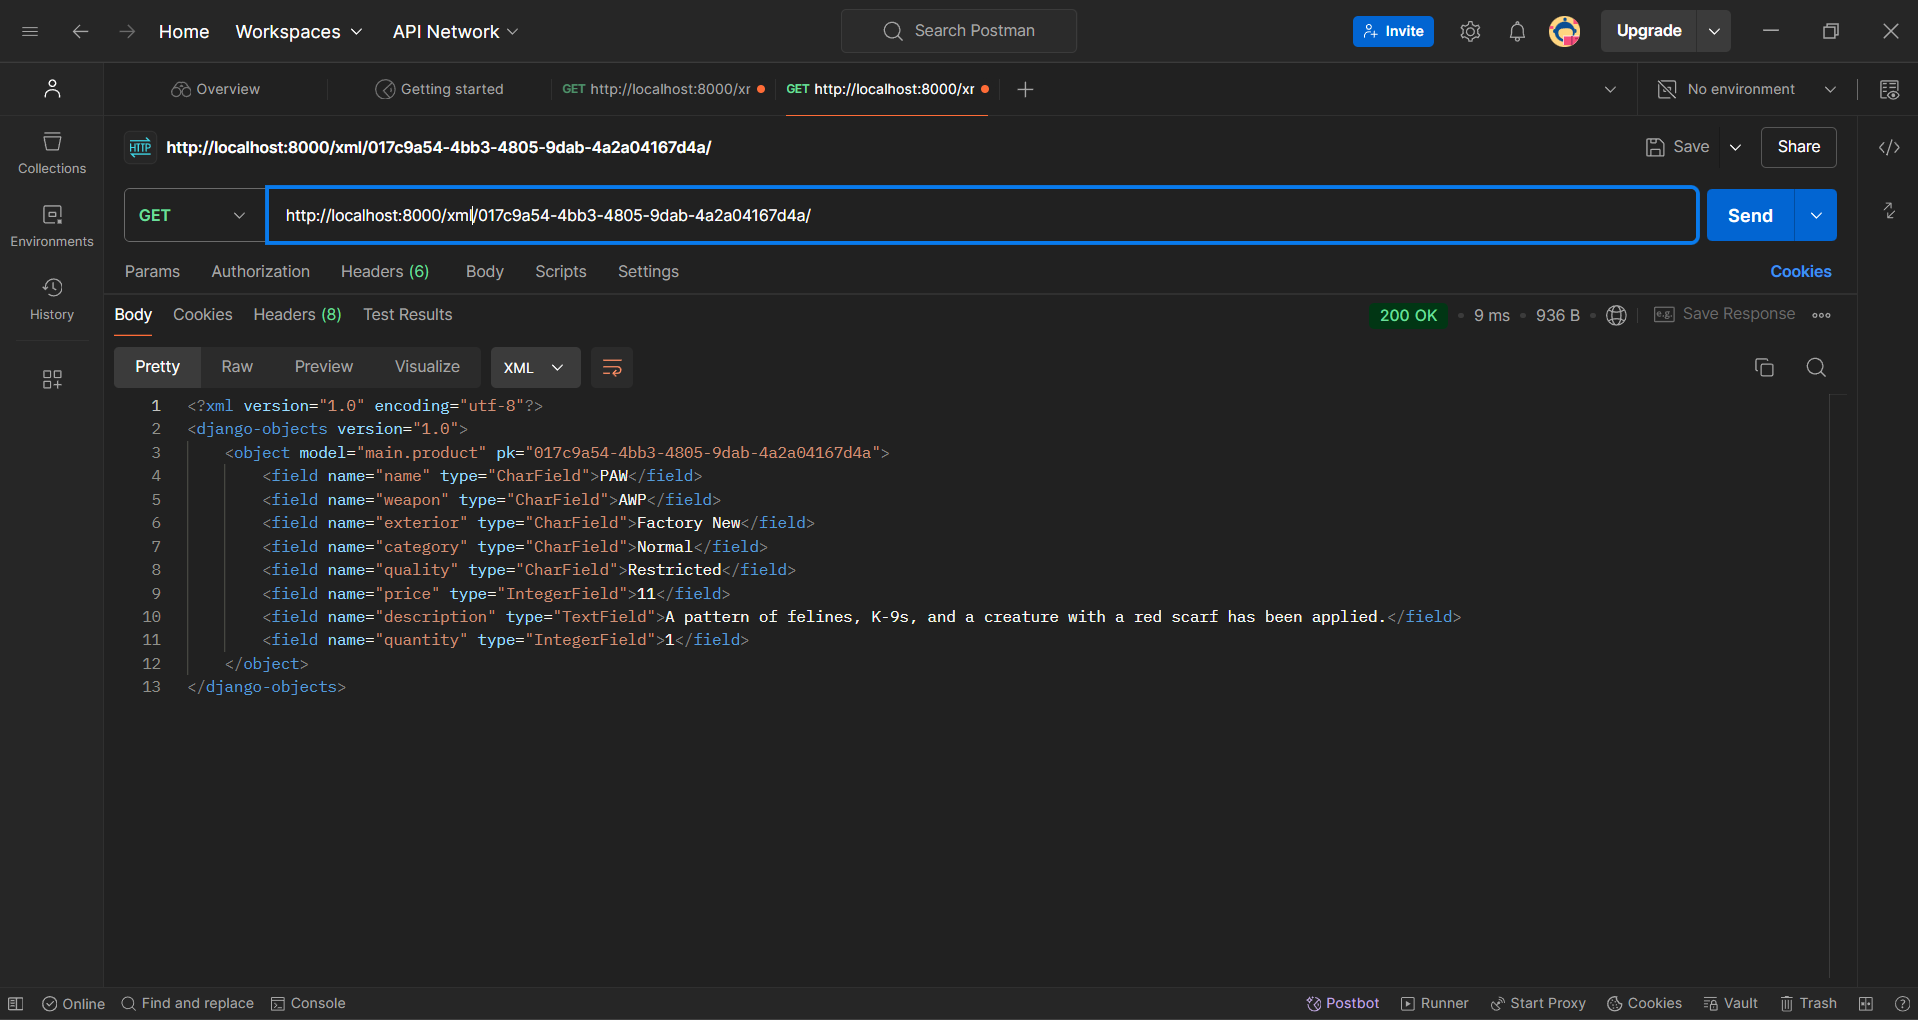 Home Workspaces API Network Search Postman Invite Upgrade
Overview Getting started GET http://localhost:8000/xr GET http://localhost:8000/xr No environment
HTTP http://localhost:8000/xml/017c9a54-4bb3-4805-9dab-4a2a04167d4a/ Save Share
Collections
GET http://localhost:8000/xml/017c9a54-4bb3-4805-9dab-4a2a04167d4a/ Send
Environments
Params Authorization Headers (6) Body Scripts Settings Cookies
History
Body Cookies Headers (8) Test Results 200 OK 9 ms 936 B e.g. Save Response
Pretty Raw Preview Visualize XML
1 <?xml version="1.0" encoding="utf-8"?>
2 <django-objects version="1.0">
3 <object model="main.product" pk="017c9a54-4bb3-4805-9dab-4a2a04167d4a">
4 <field name="name" type="CharField">PAW</field>
5 <field name="weapon" type="CharField">AWP</field>
6 <field name="exterior" type="CharField">Factory New</field>
7 <field name="category" type="CharField">Normal</field>
8 <field name="quality" type="CharField">Restricted</field>
9 <field name="price" type="IntegerField">11</field>
10 <field name="description" type="TextField">A pattern of felines, K-9s, and a creature with a red scarf has been applied.</field>
11 <field name="quantity" type="IntegerField">1</field>
12 </object>
13 </django-objects>
Online Find and replace Console Postbot Runner Start Proxy Cookies Vault Trash